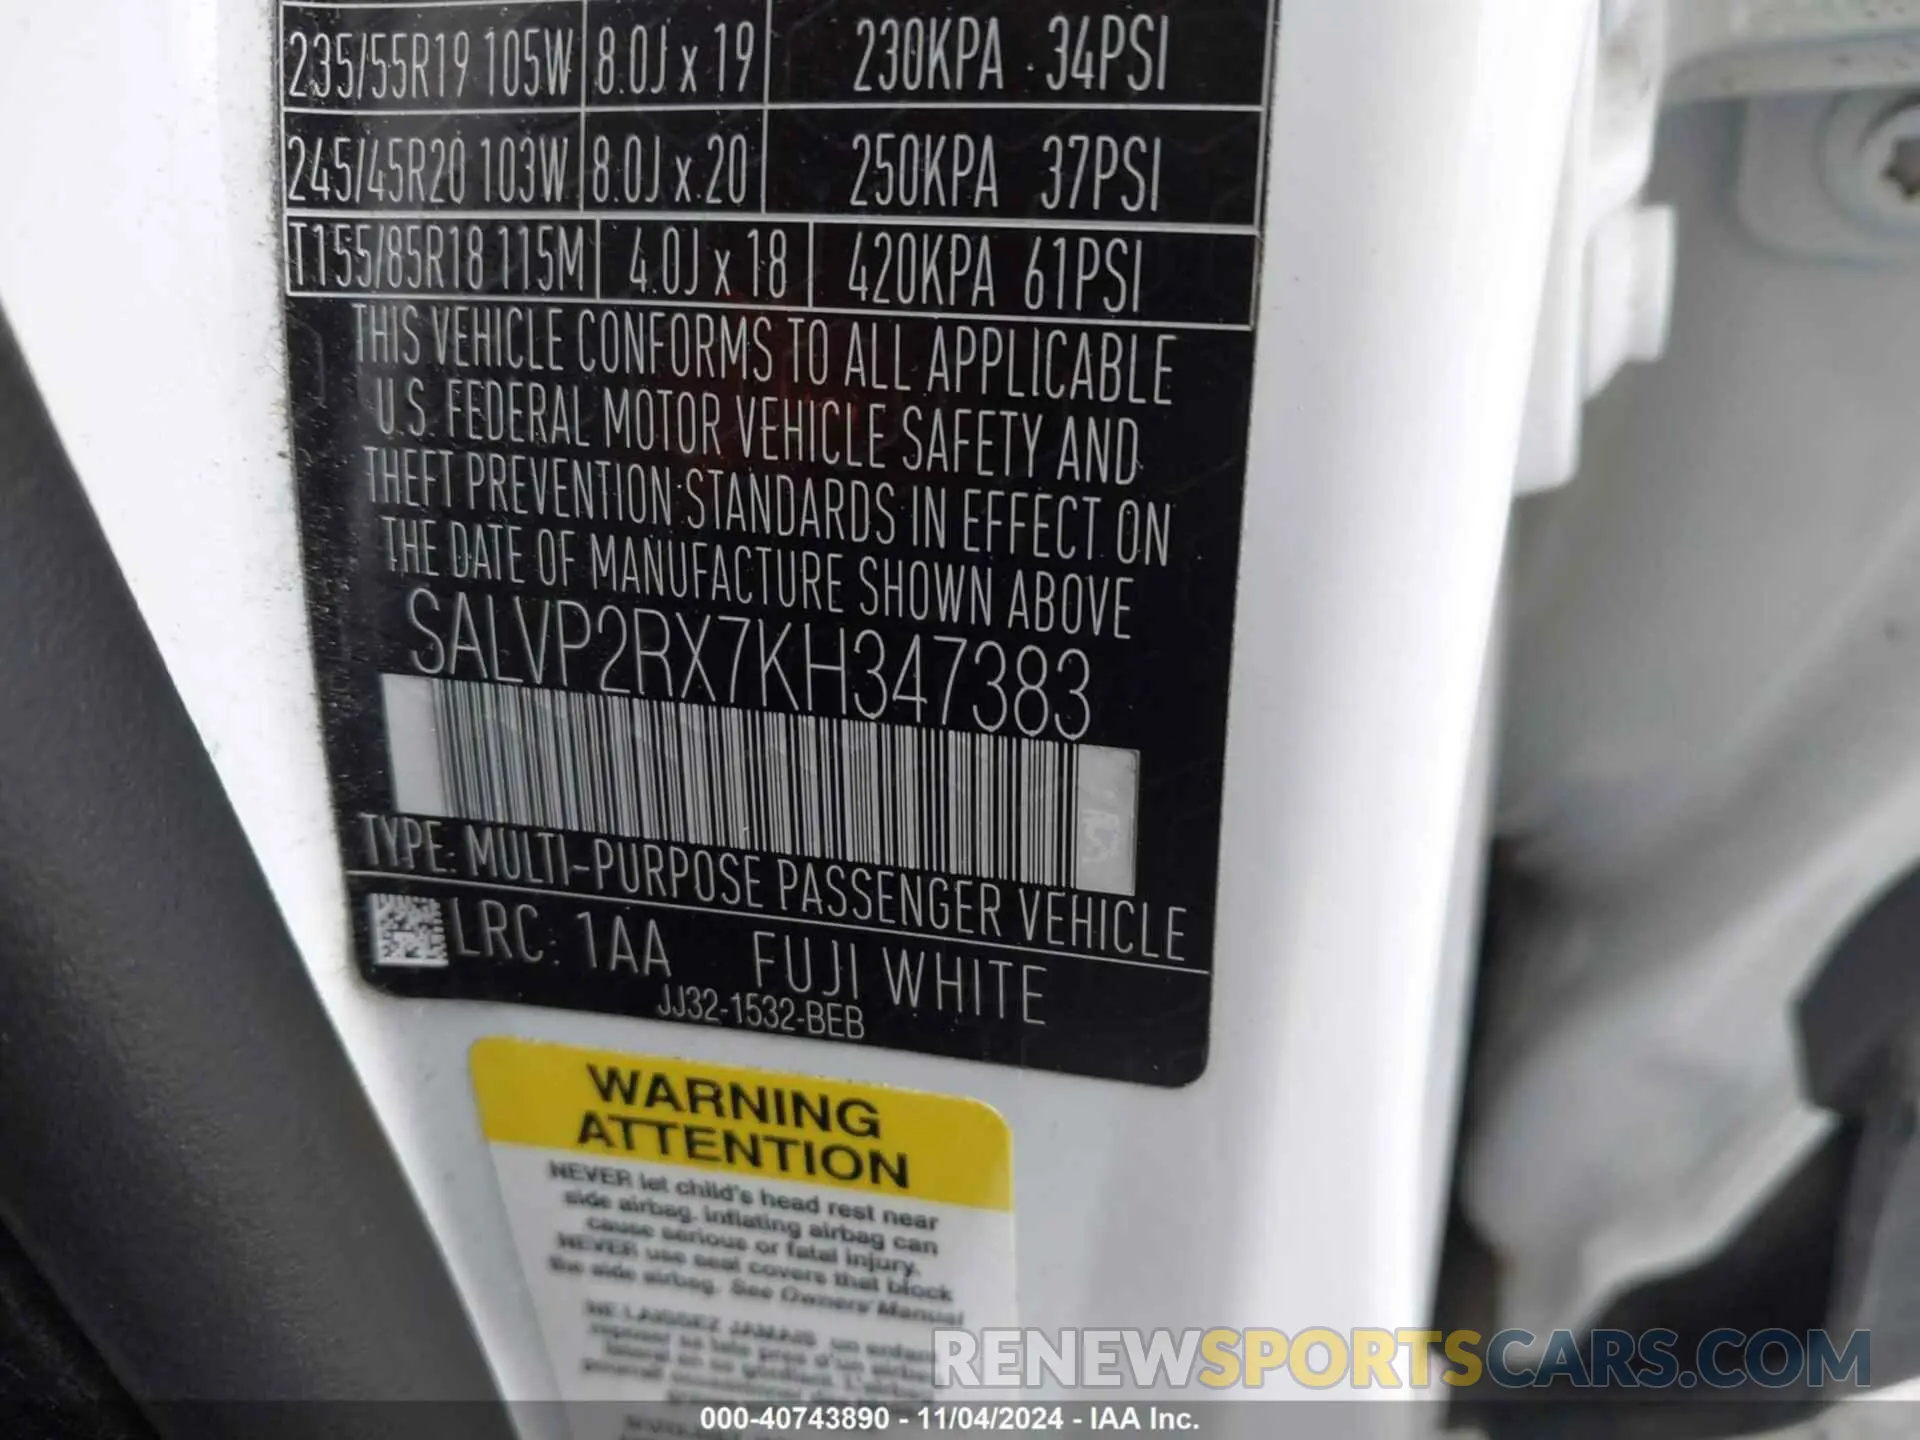 235/55R19 105W 8.0J x 19 230KPA 34PSI
245/45R20 103W 8.0J x 20 250KPA 37PSI
T155/85R18 115M 4.0J x 18 420KPA 61PSI
THIS VEHICLE CONFORMS TO ALL APPLICABLE
U.S. FEDERAL MOTOR VEHICLE SAFETY AND
THEFT PREVENTION STANDARDS IN EFFECT ON
THE DATE OF MANUFACTURE SHOWN ABOVE
SALVP2RX7KH347383
TYPE: MULTI-PURPOSE PASSENGER VEHICLE
LRC: 1AA FUJI WHITE
JJ32-1532-BEB
WARNING
ATTENTION
NEVER let child's head rest near
side airbag. Inflating airbag can
cause serious or fatal injury.
NEVER use seat covers that block
the side airbag. See Owners' Manual
NE LAISSEZ JAMAIS un enfant
RENEWSPORTSCARS.COM
000-40743890 - 11/04/2024 - IAA Inc.